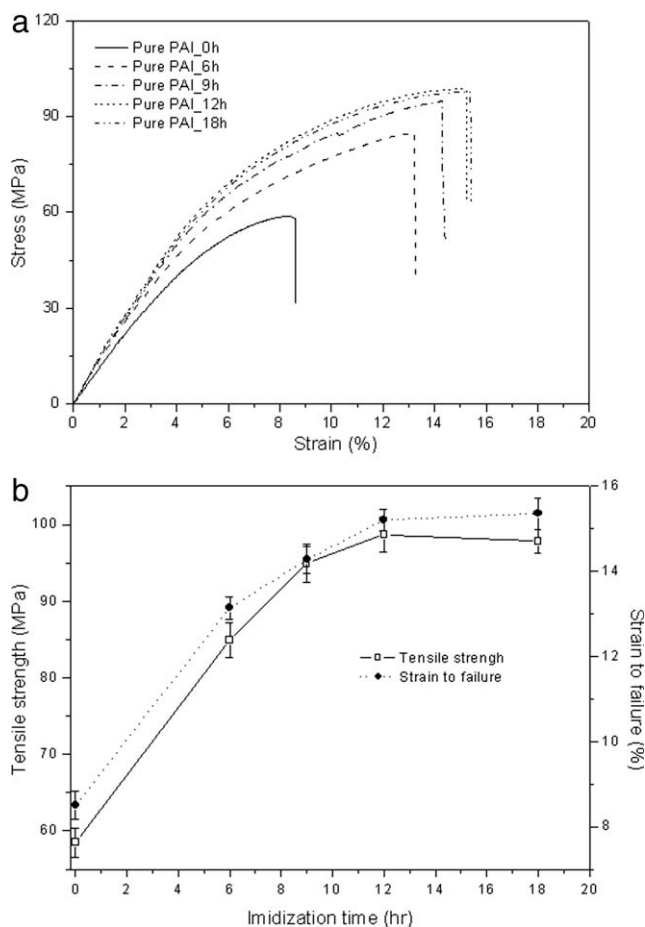 a
120
90
60
30
0
Stress (MPa)
Pure PAI_0h
Pure PAI_6h
Pure PAI_9h
Pure PAI_12h
Pure PAI_18h
0 2 4 6 8 10 12 14 16 18 20
Strain (%)
b
100
90
80
70
60
Tensile strength (MPa)
16
14
12
10
8
Strain to failure
(%)
Tensile strengh
Strain to failure
0 2 4 6 8 10 12 14 16 18 20
Imidization time (hr)